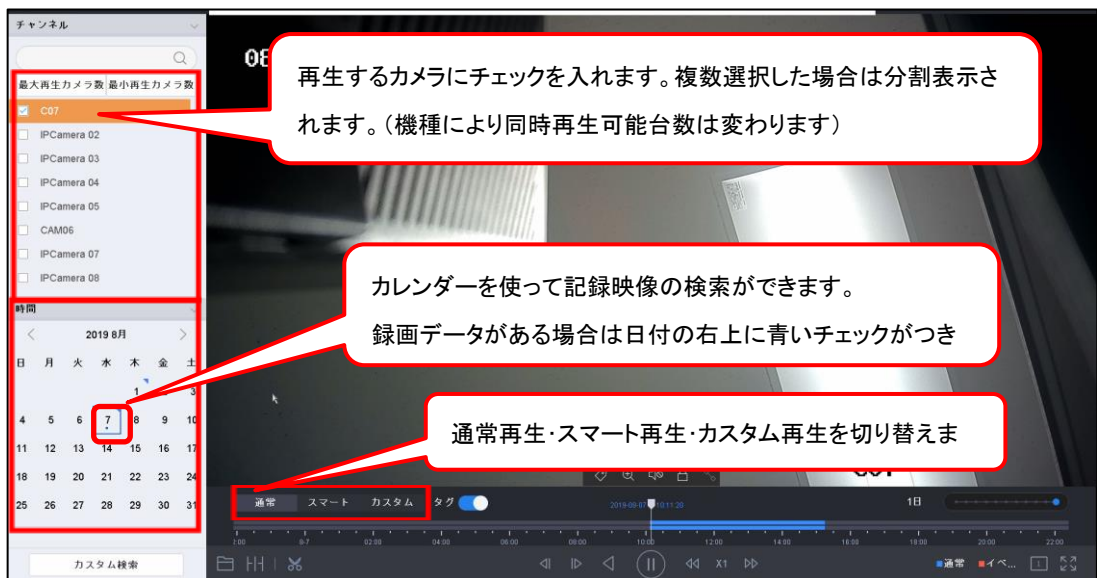 チャンネル
最大再生カメラ数 最小再生カメラ数
C07
IPCamera 02
IPCamera 03
IPCamera 04
IPCamera 05
CAM06
IPCamera 07
IPCamera 08
08
再生するカメラにチェックを入れます。複数選択した場合は分割表示さ
れます。（機種により同時再生可能台数は変わります）
カレンダーを使って記録映像の検索ができます。
録画データがある場合は日付の右上に青いチェックがつき
通常再生・スマート再生・カスタム再生を切り替えま
時間
2019 8月
日 月 火 水 木 金 土
1 3
4 5 6 7 8 9 10
11 12 13 14 15 16 17
18 19 20 21 22 23 24
25 26 27 28 29 30 31
カスタム検索
通常 スマート カスタム タグ
1日
2:00 8-7 02:00 04:00 06:00 08:00 10:00 12:00 14:00 16:00 18:00 20:00 22:00
X1
通常 イベ... 1